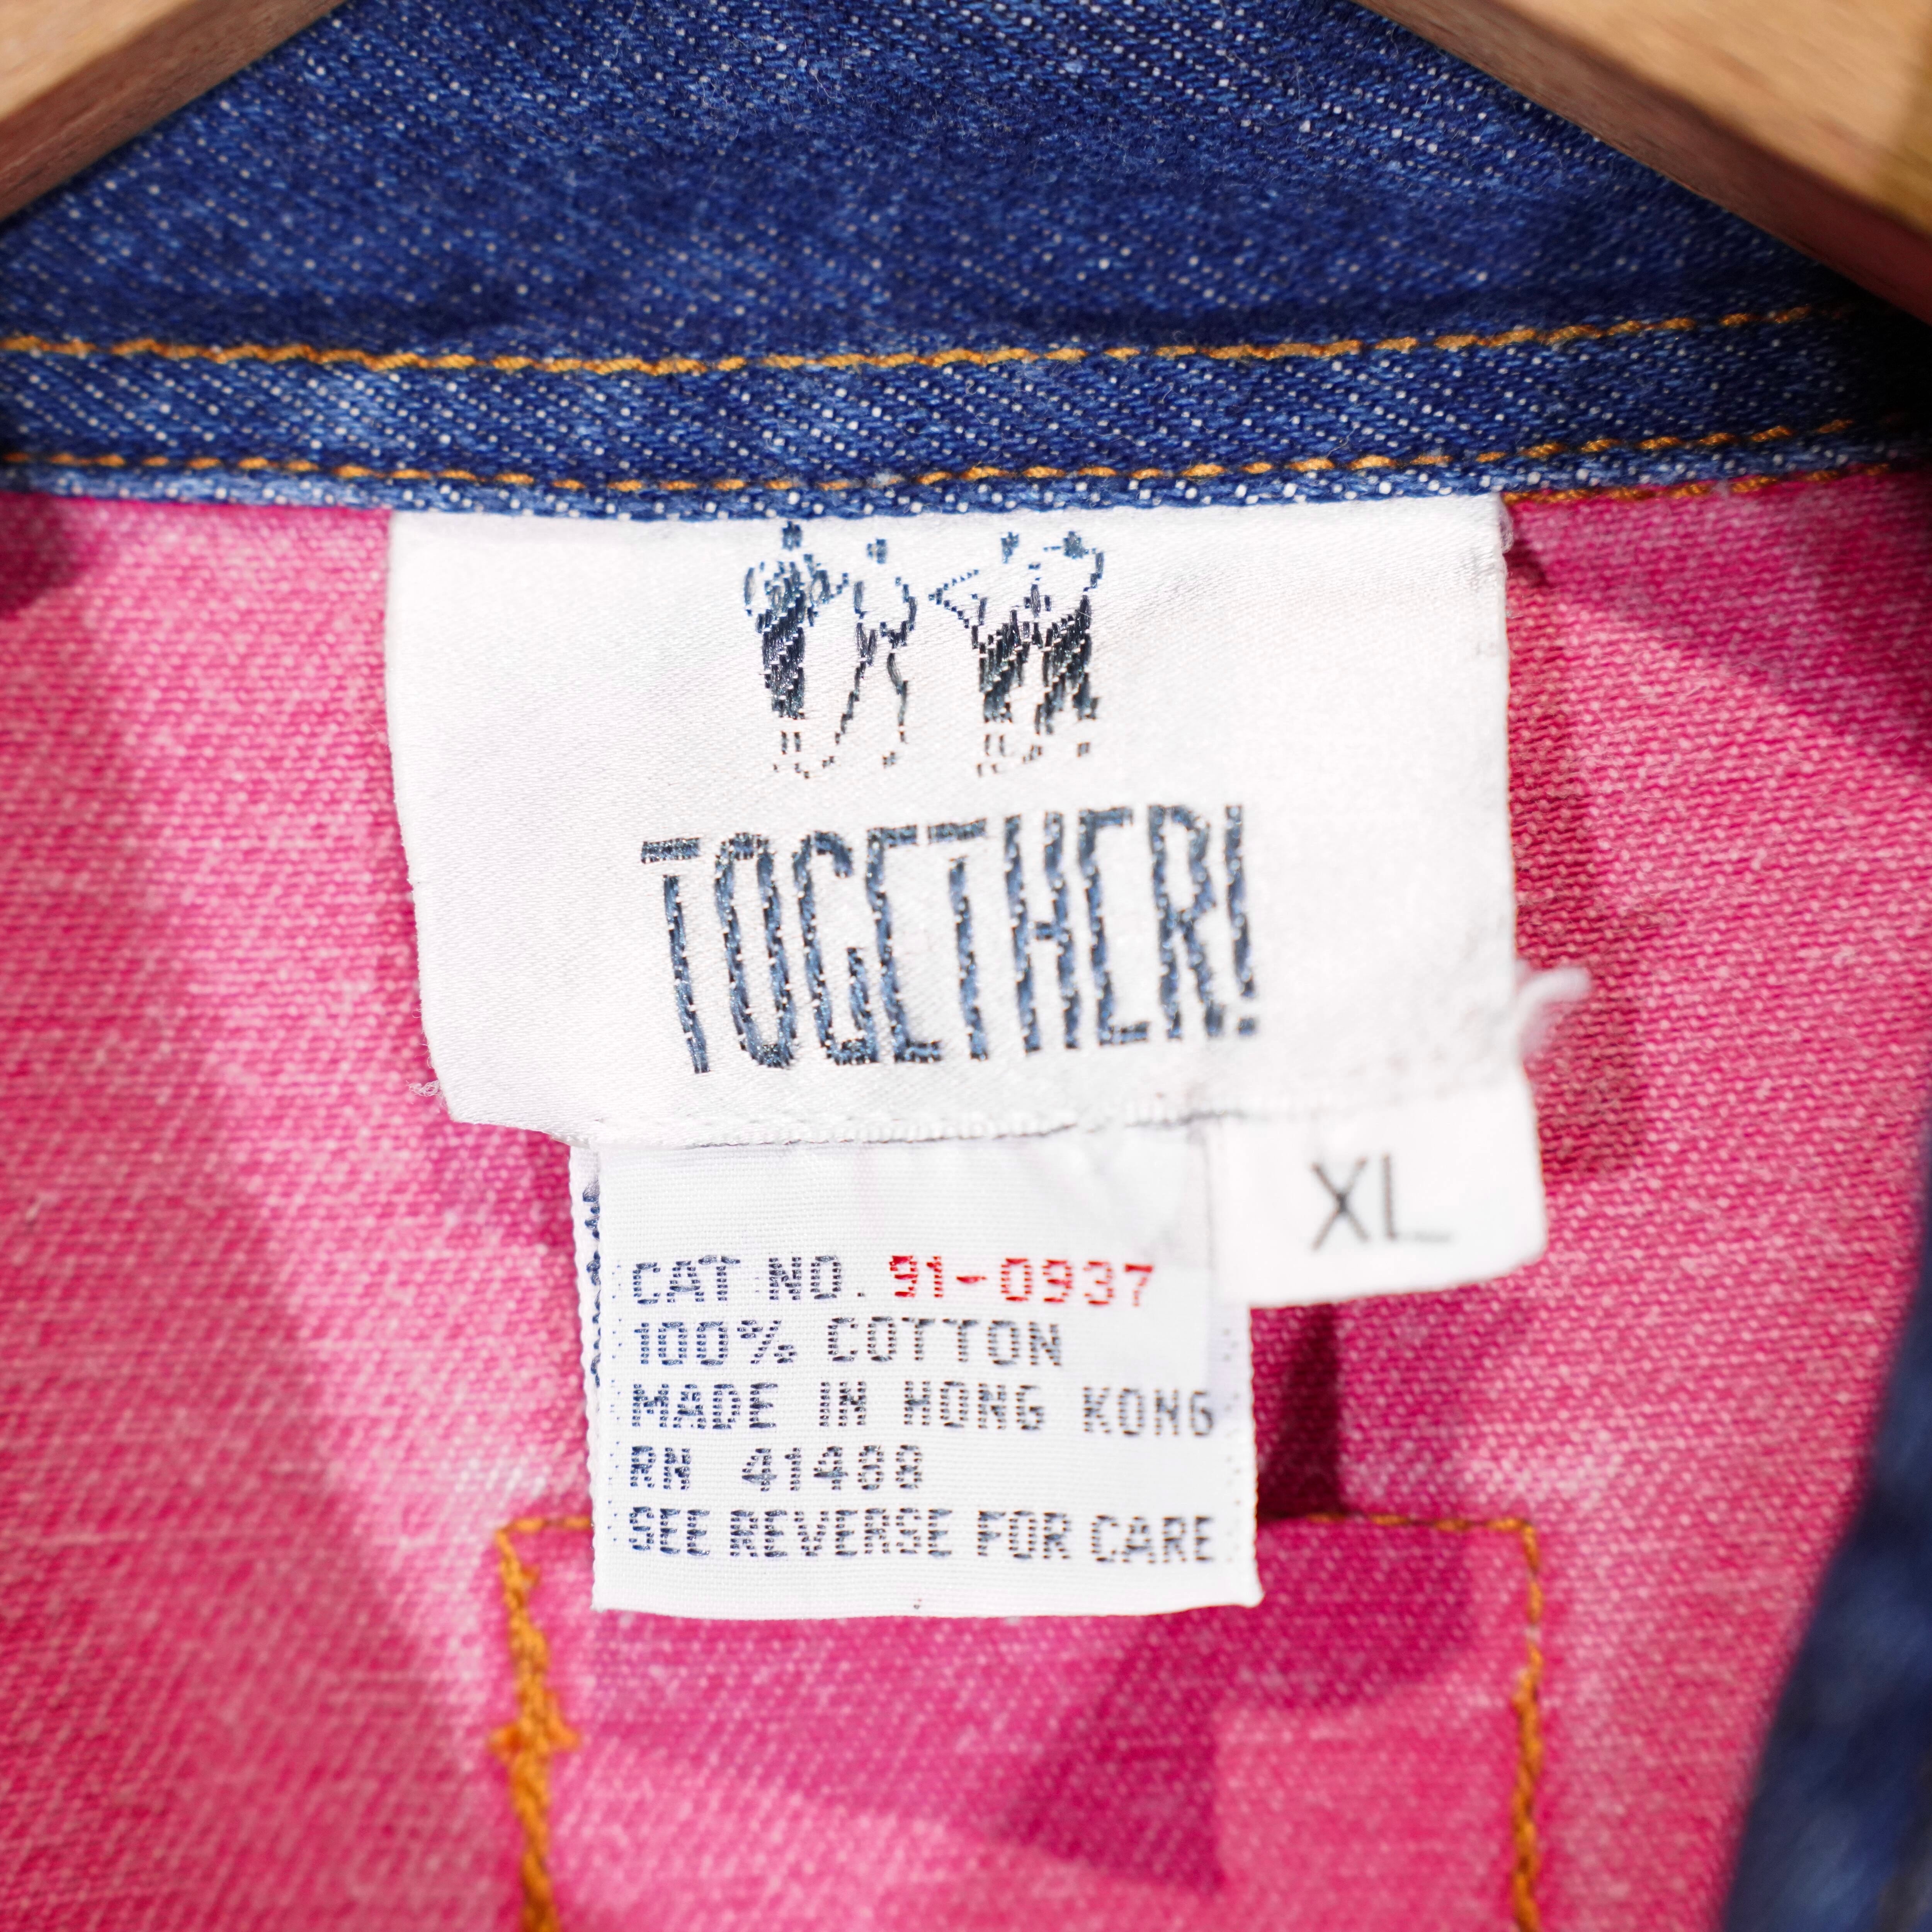 TOGETHER!
XL
CAT NO. 91-0937
100% COTTON
MADE IN HONG KONG
RN 41488
SEE REVERSE FOR CARE